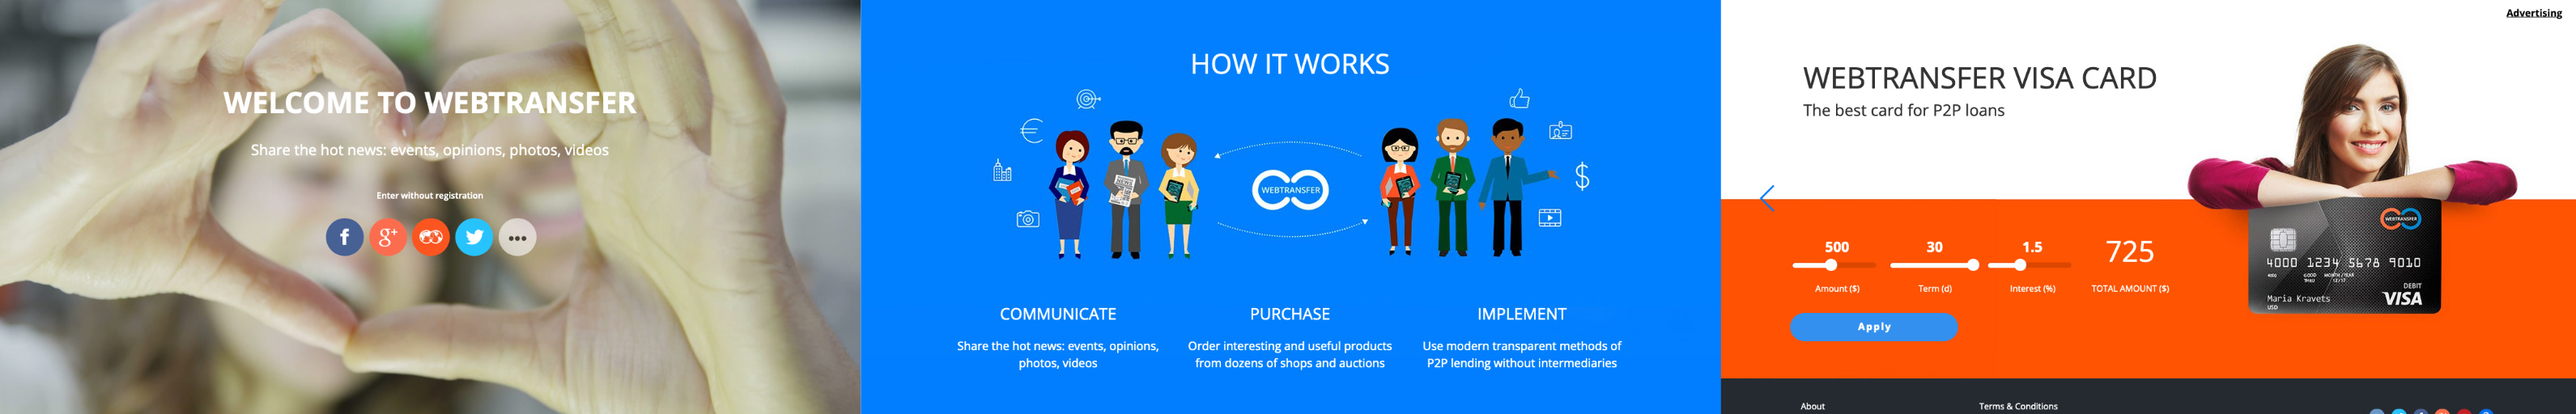 WELCOME TO WEBTRANSFER
Share the hot news: events, opinions, photos, videos
Enter without registration
f
g+
HOW IT WORKS
WEBTRANSFER
COMMUNICATE
Share the hot news: events, opinions,
photos, videos
PURCHASE
Order interesting and useful products
from dozens of shops and auctions
IMPLEMENT
Use modern transparent methods of
P2P lending without intermediaries
Advertising
WEBTRANSFER VISA CARD
The best card for P2P loans
500
Amount ($)
30
Term (d)
1.5
Interest (%)
725
TOTAL AMOUNT ($)
Apply
WEBTRANSFER
4000 1234 5678 9010
Maria Kravets
USD
DEBIT
VISA
About
Terms & Conditions